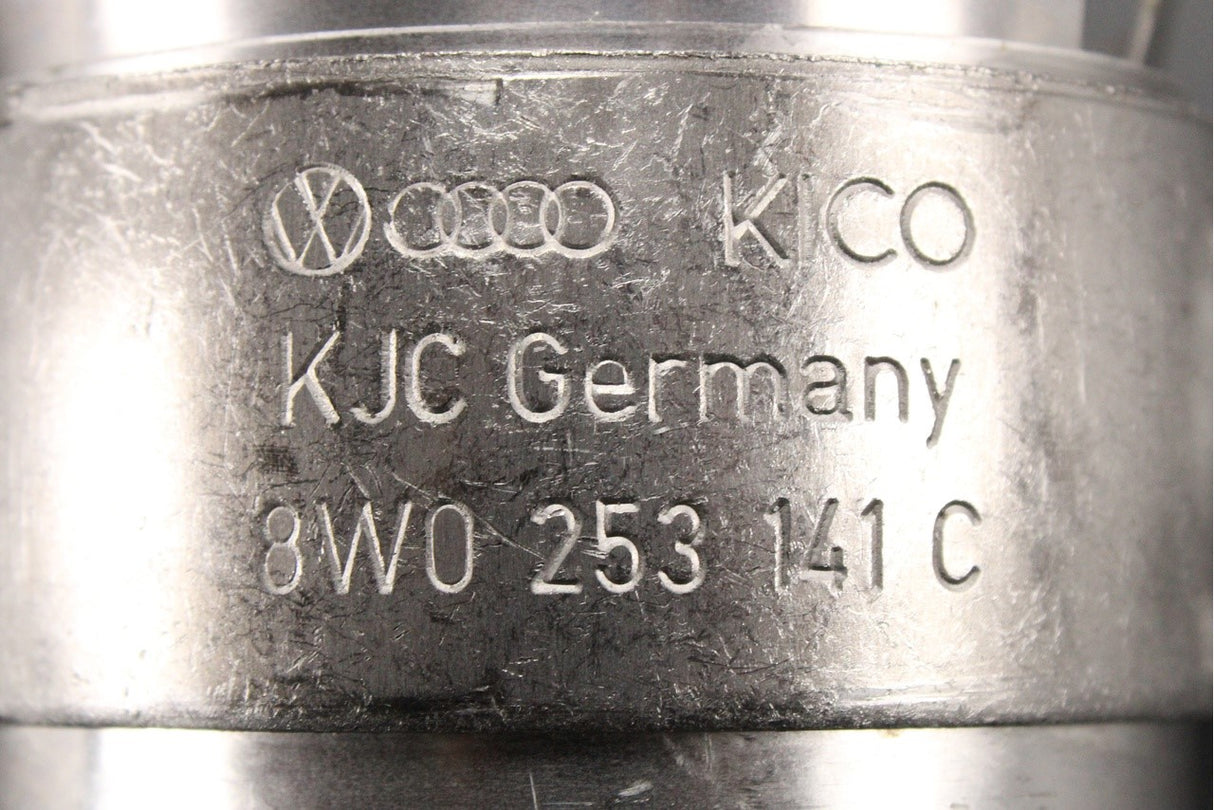 KICO
KJC Germany
8W0 253 141 C